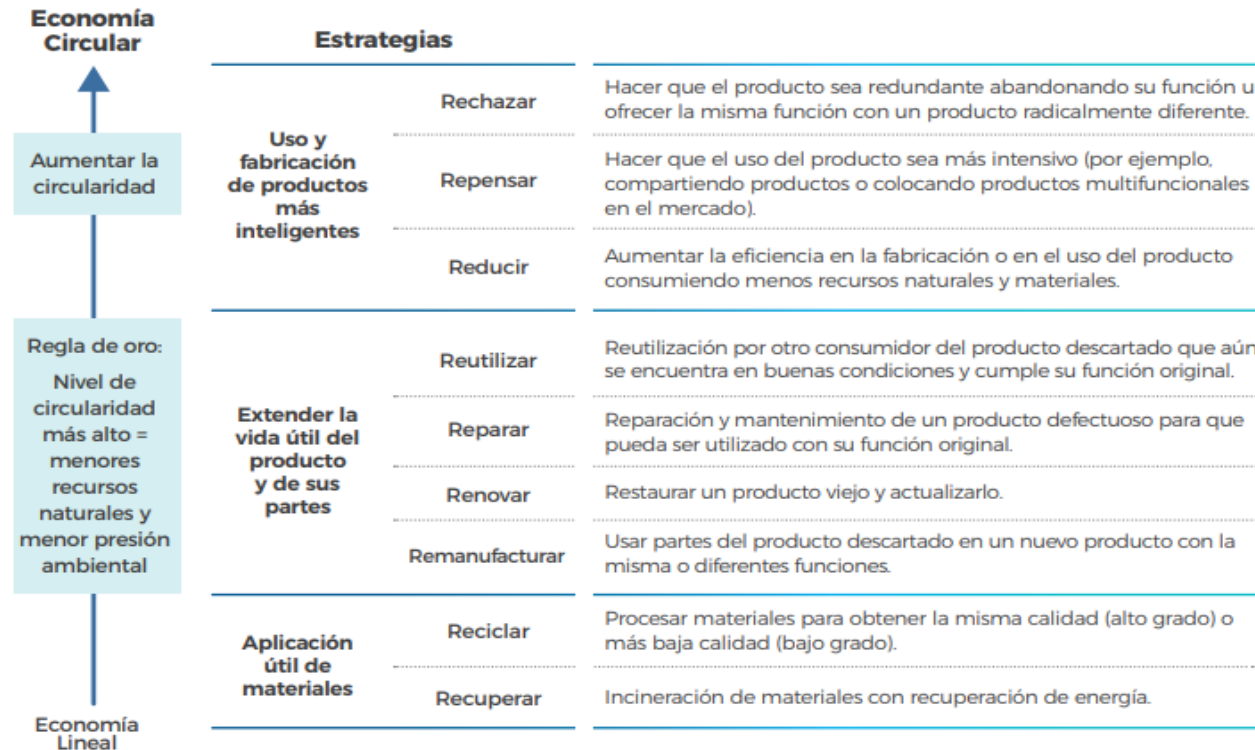 Economía
Circular
Estrategias
Aumentar la
circularidad
Regla de oro:
Nivel de
circularidad
más alto =
menores
recursos
naturales y
menor presión
ambiental
Economía
Lineal
Uso y
fabricación
de productos
más
inteligentes
Rechazar
Hacer que el producto sea redundante abandonando su función u
ofrecer la misma función con un producto radicalmente diferente.
Repensar
Hacer que el uso del producto sea más intensivo (por ejemplo,
compartiendo productos o colocando productos multifuncionales
en el mercado).
Reducir
Aumentar la eficiencia en la fabricación o en el uso del producto
consumiendo menos recursos naturales y materiales.
Extender la
vida útil del
producto
y de sus
partes
Reutilizar
Reutilización por otro consumidor del producto descartado que aún
se encuentra en buenas condiciones y cumple su función original.
Reparar
Reparación y mantenimiento de un producto defectuoso para que
pueda ser utilizado con su función original.
Renovar
Restaurar un producto viejo y actualizarlo.
Remanufacturar
Usar partes del producto descartado en un nuevo producto con la
misma o diferentes funciones.
Aplicación
útil de
materiales
Reciclar
Procesar materiales para obtener la misma calidad (alto grado) o
más baja calidad (bajo grado).
Recuperar
Incineración de materiales con recuperación de energía.